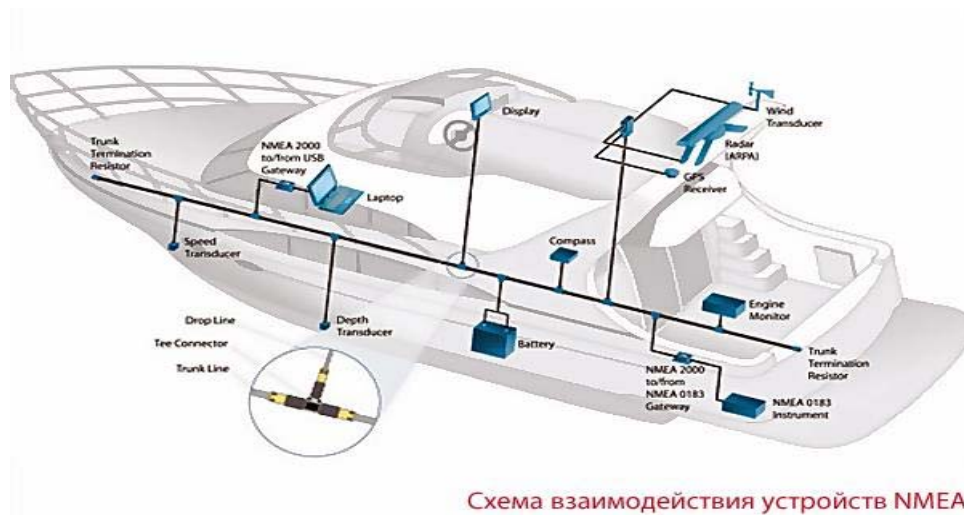 Display
Wind
Transducer
Radar
(ARPA)
GPS
Receiver
Trunk
Termination
Resistor
NMEA 2000
to/from USB
Gateway
Laptop
Compass
Speed
Transducer
Engine
Monitor
Drop Line
Depth
Transducer
Tee Connector
Battery
Trunk Line
Trunk
Termination
Resistor
NMEA 2000
to/from
NMEA 0183
Gateway
NMEA 0183
Instrument
Схема взаимодействия устройств NMEA